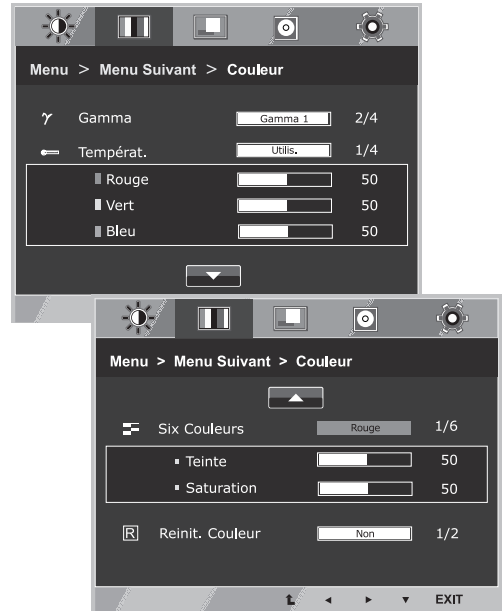 Menu > Menu Suivant > Couleur
Gamma Gamma 1 2/4
Températ. Utilis. 1/4
Rouge 50
Vert 50
Bleu 50
Menu > Menu Suivant > Couleur
Six Couleurs Rouge 1/6
Teinte 50
Saturation 50
R Reinit. Couleur Non 1/2
EXIT